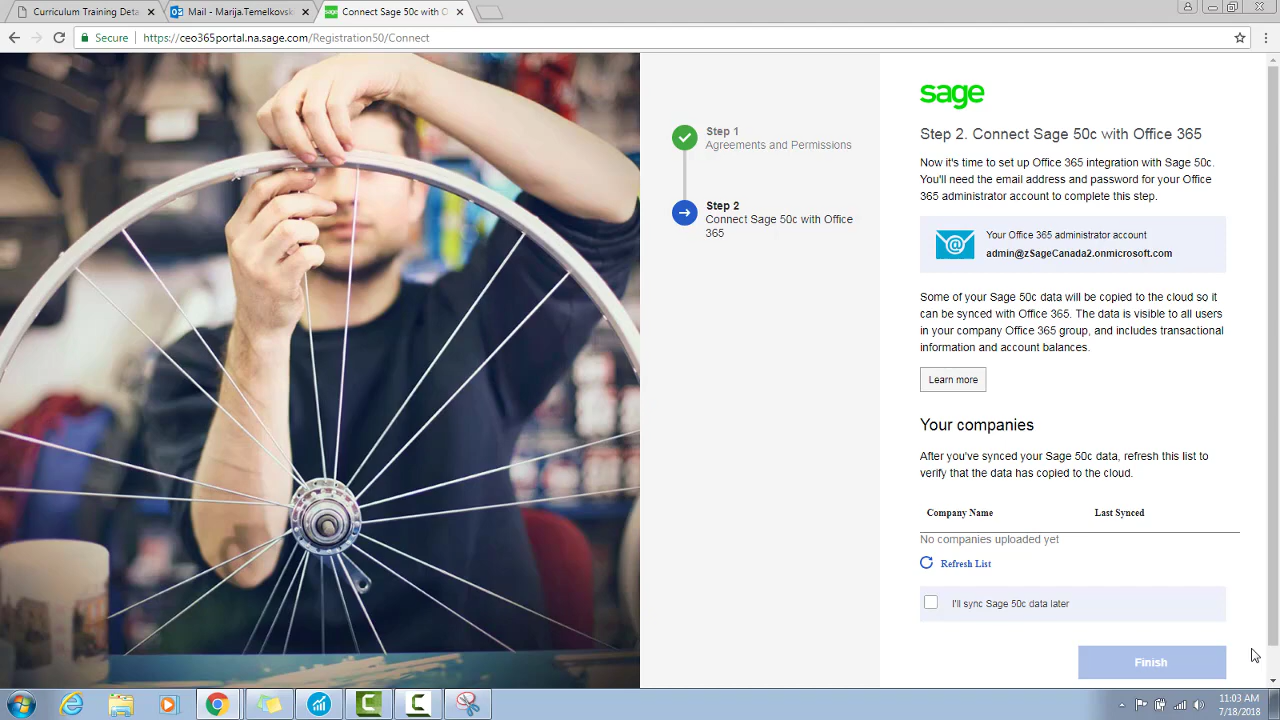 Curriculum Training Deta
Mail - Marija.Temelkovski
Connect Sage 50c with O
Secure
https://ceo365portal.na.sage.com/Registration50/Connect
Step 1
Agreements and Permissions
Step 2
Connect Sage 50c with Office
365
sage
Step 2. Connect Sage 50c with Office 365
Now it's time to set up Office 365 integration with Sage 50c.
You'll need the email address and password for your Office
365 administrator account to complete this step.
Your Office 365 administrator account
admin@zSageCanada2.onmicrosoft.com
Some of your Sage 50c data will be copied to the cloud so it
can be synced with Office 365. The data is visible to all users
in your company Office 365 group, and includes transactional
information and account balances.
Learn more
Your companies
After you've synced your Sage 50c data, refresh this list to
verify that the data has copied to the cloud.
Company Name Last Synced
No companies uploaded yet
Refresh List
I'll sync Sage 50c data later
Finish
11:03 AM
7/18/2018